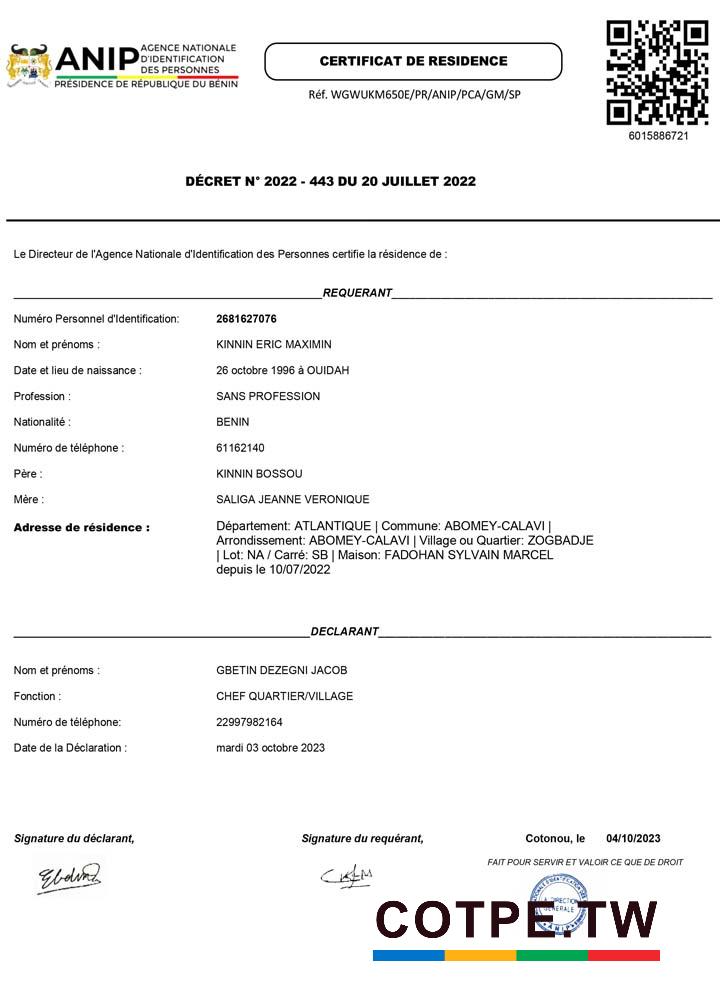 ANIP
AGENCE NATIONALE
D'IDENTIFICATION
DES PERSONNES
PRÉSIDENCE DE RÉPUBLIQUE DU BÉNIN
CERTIFICAT DE RESIDENCE
Réf. WGWUKM650E/PR/ANIP/PCA/GM/SP
6015886721
DÉCRET N° 2022 - 443 DU 20 JUILLET 2022
Le Directeur de l'Agence Nationale d'Identification des Personnes certifie la résidence de :
REQUERANT
Numéro Personnel d'Identification: 2681627076
Nom et prénoms : KINNIN ERIC MAXIMIN
Date et lieu de naissance : 26 octobre 1996 à OUIDAH
Profession : SANS PROFESSION
Nationalité : BENIN
Numéro de téléphone : 61162140
Père : KINNIN BOSSOU
Mère : SALIGA JEANNE VERONIQUE
Adresse de résidence : Département: ATLANTIQUE | Commune: ABOMEY-CALAVI |
Arrondissement: ABOMEY-CALAVI | Village ou Quartier: ZOGBADJE
| Lot: NA / Carré: SB | Maison: FADOHAN SYLVAIN MARCEL
depuis le 10/07/2022
DECLARANT
Nom et prénoms : GBETIN DEZEGNI JACOB
Fonction : CHEF QUARTIER/VILLAGE
Numéro de téléphone: 22997982164
Date de la Déclaration : mardi 03 octobre 2023
Signature du déclarant, Signature du requérant, Cotonou, le 04/10/2023
FAIT POUR SERVIR ET VALOIR CE QUE DE DROIT
DIRECTION
GENERALE
ANIP
COTPE.TW